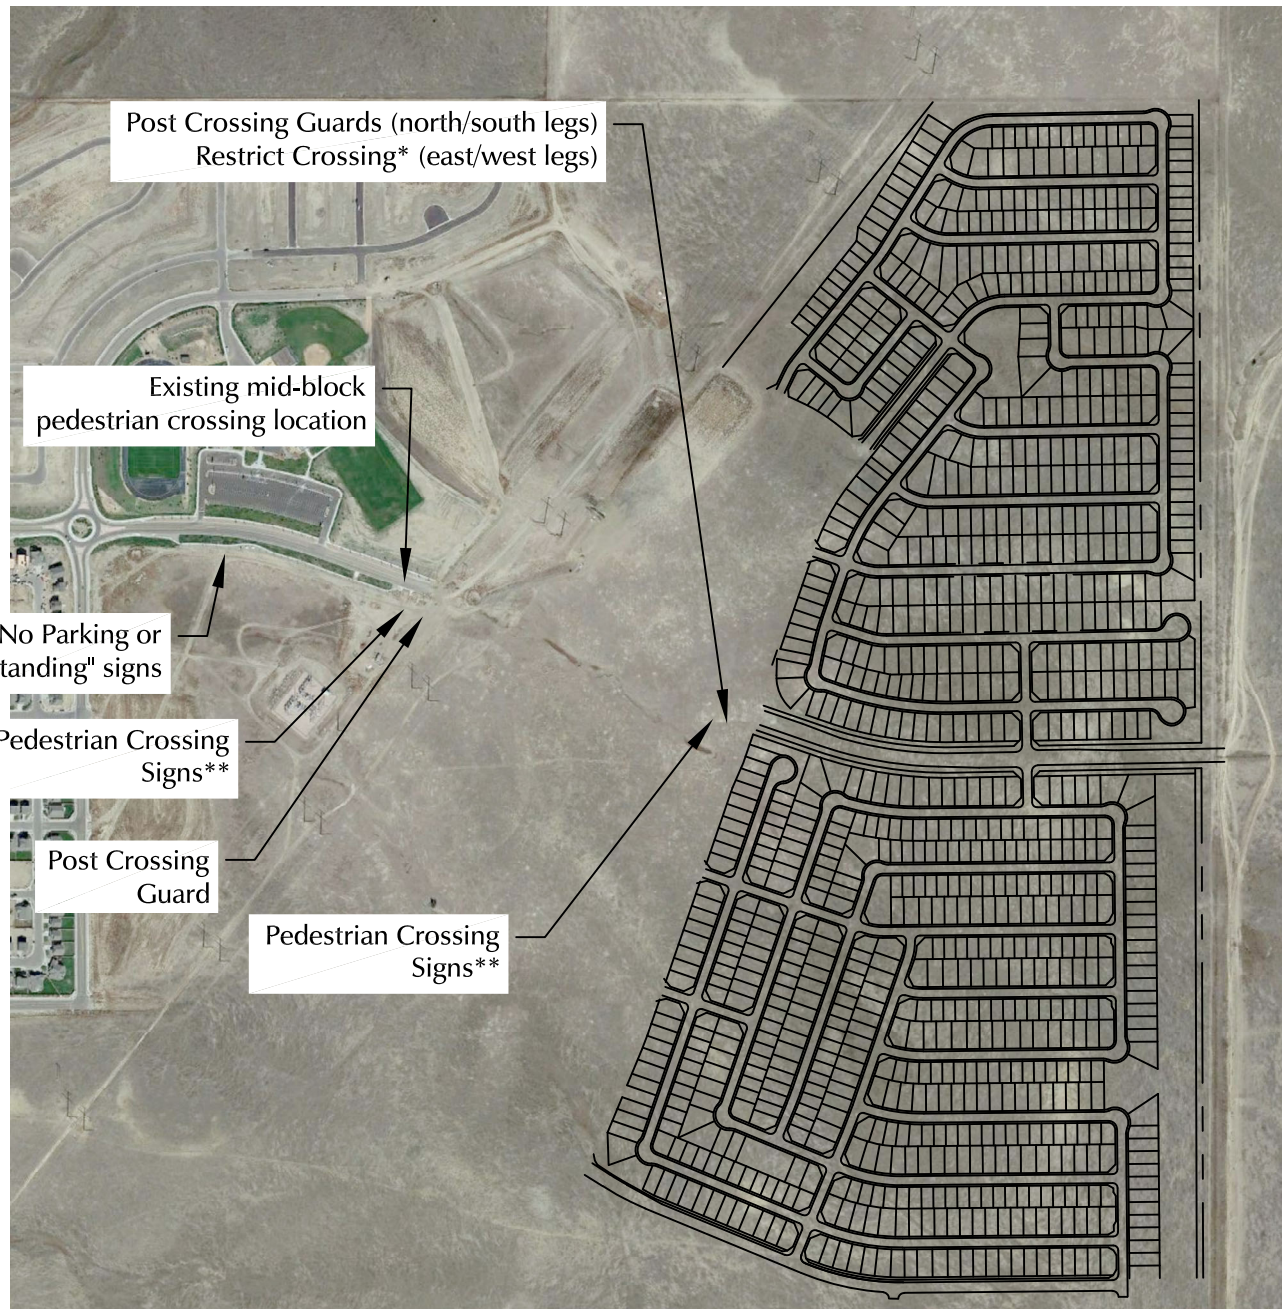 Post Crossing Guards (north/south legs)
Restrict Crossing* (east/west legs)
Existing mid-block
pedestrian crossing location
No Parking or
tanding" signs
Pedestrian Crossing
Signs**
Post Crossing
Guard
Pedestrian Crossing
Signs**